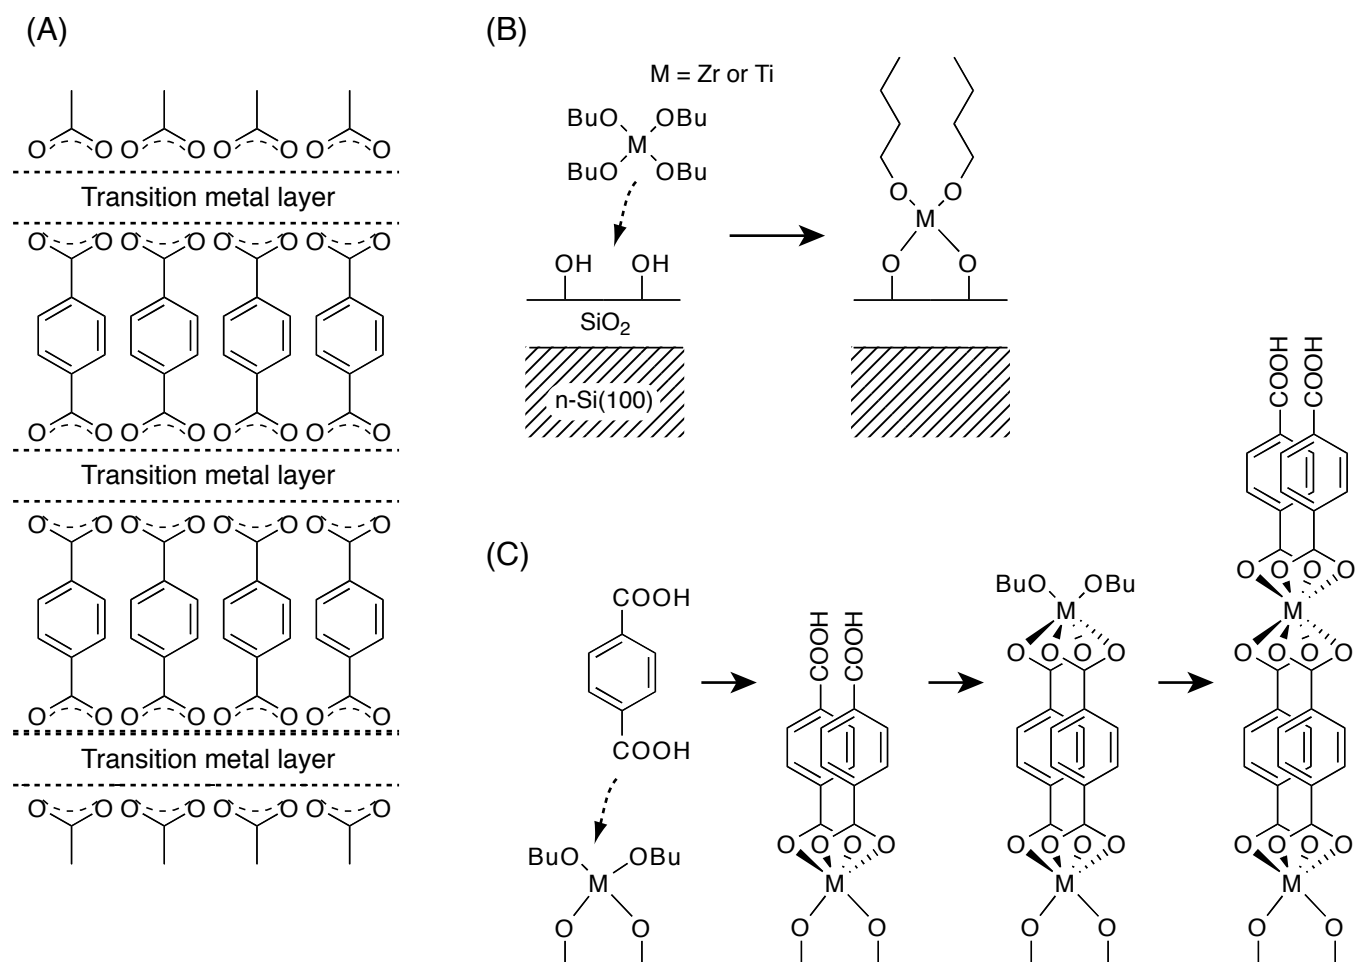 (A)
O O O O O O O O
Transition metal layer
O O O O O O O O
O O O O O O O O
Transition metal layer
O O O O O O O O
O O O O O O O O
Transition metal layer
O O O O O O O O
(B)
M = Zr or Ti
BuO OBu
M
BuO OBu
OH OH
SiO2
n-Si(100)
O O
M
O O
(C)
COOH
COOH
BuO OBu
M
O O
COOH COOH
O O O O
M
O O
BuO OBu
M
O O O O
O O O O
M
O O
COOH COOH
O O O O
M
O O O O
O O O O
M
O O